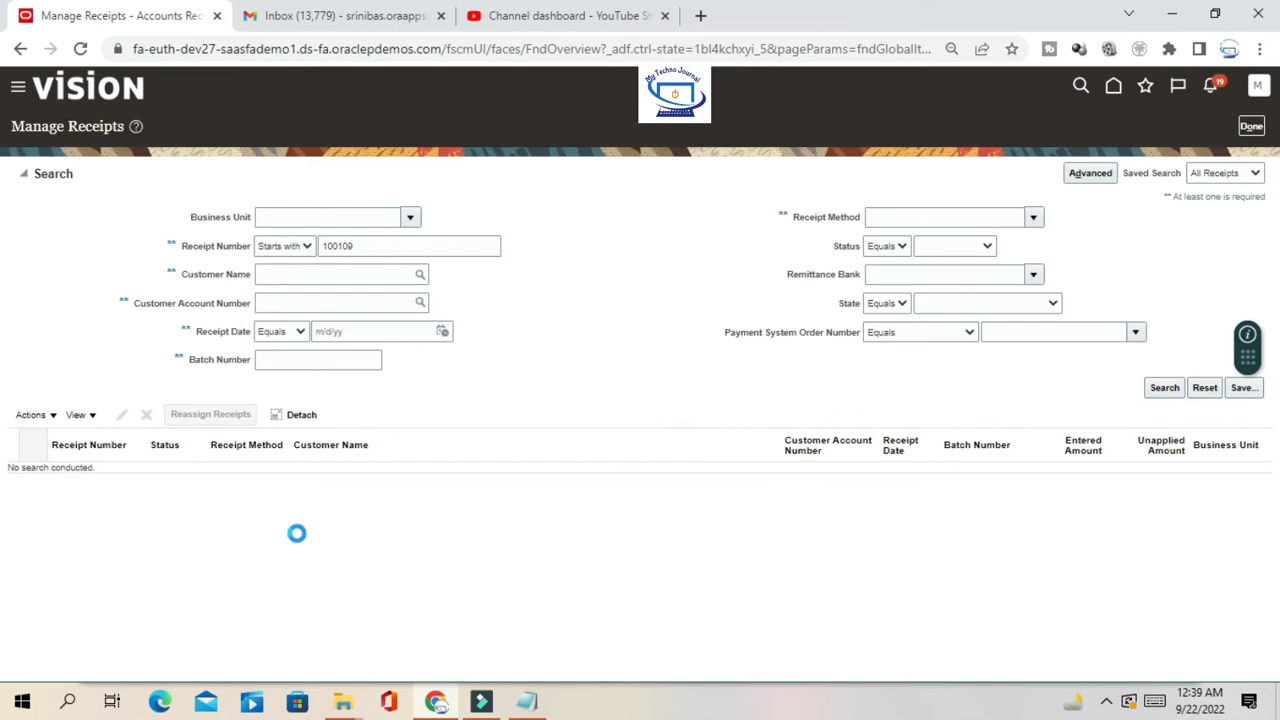 Manage Receipts - Accounts Rec
Inbox (13,779) - srinibas.oraapps
Channel dashboard - YouTube St
fa-euth-dev27-saasfademo1.ds-fa.oraclepdemos.com/fscmUI/faces/FndOverview?_adf.ctrl-state=1bl4kchxyi_5&pageParams=fndGlobalIt...
VISION
My Techno Journal
19
M
Manage Receipts
Done
Search
Advanced Saved Search All Receipts
** At least one is required
Business Unit
** Receipt Method
** Receipt Number Starts with 100109
Status Equals
** Customer Name
Remittance Bank
** Customer Account Number
State Equals
** Receipt Date Equals m/d/yy
Payment System Order Number Equals
** Batch Number
Search Reset Save...
Actions View Reassign Receipts Detach
Receipt Number Status Receipt Method Customer Name Customer Account Number Receipt Date Batch Number Entered Amount Unapplied Amount Business Unit
No search conducted.
12:39 AM
9/22/2022